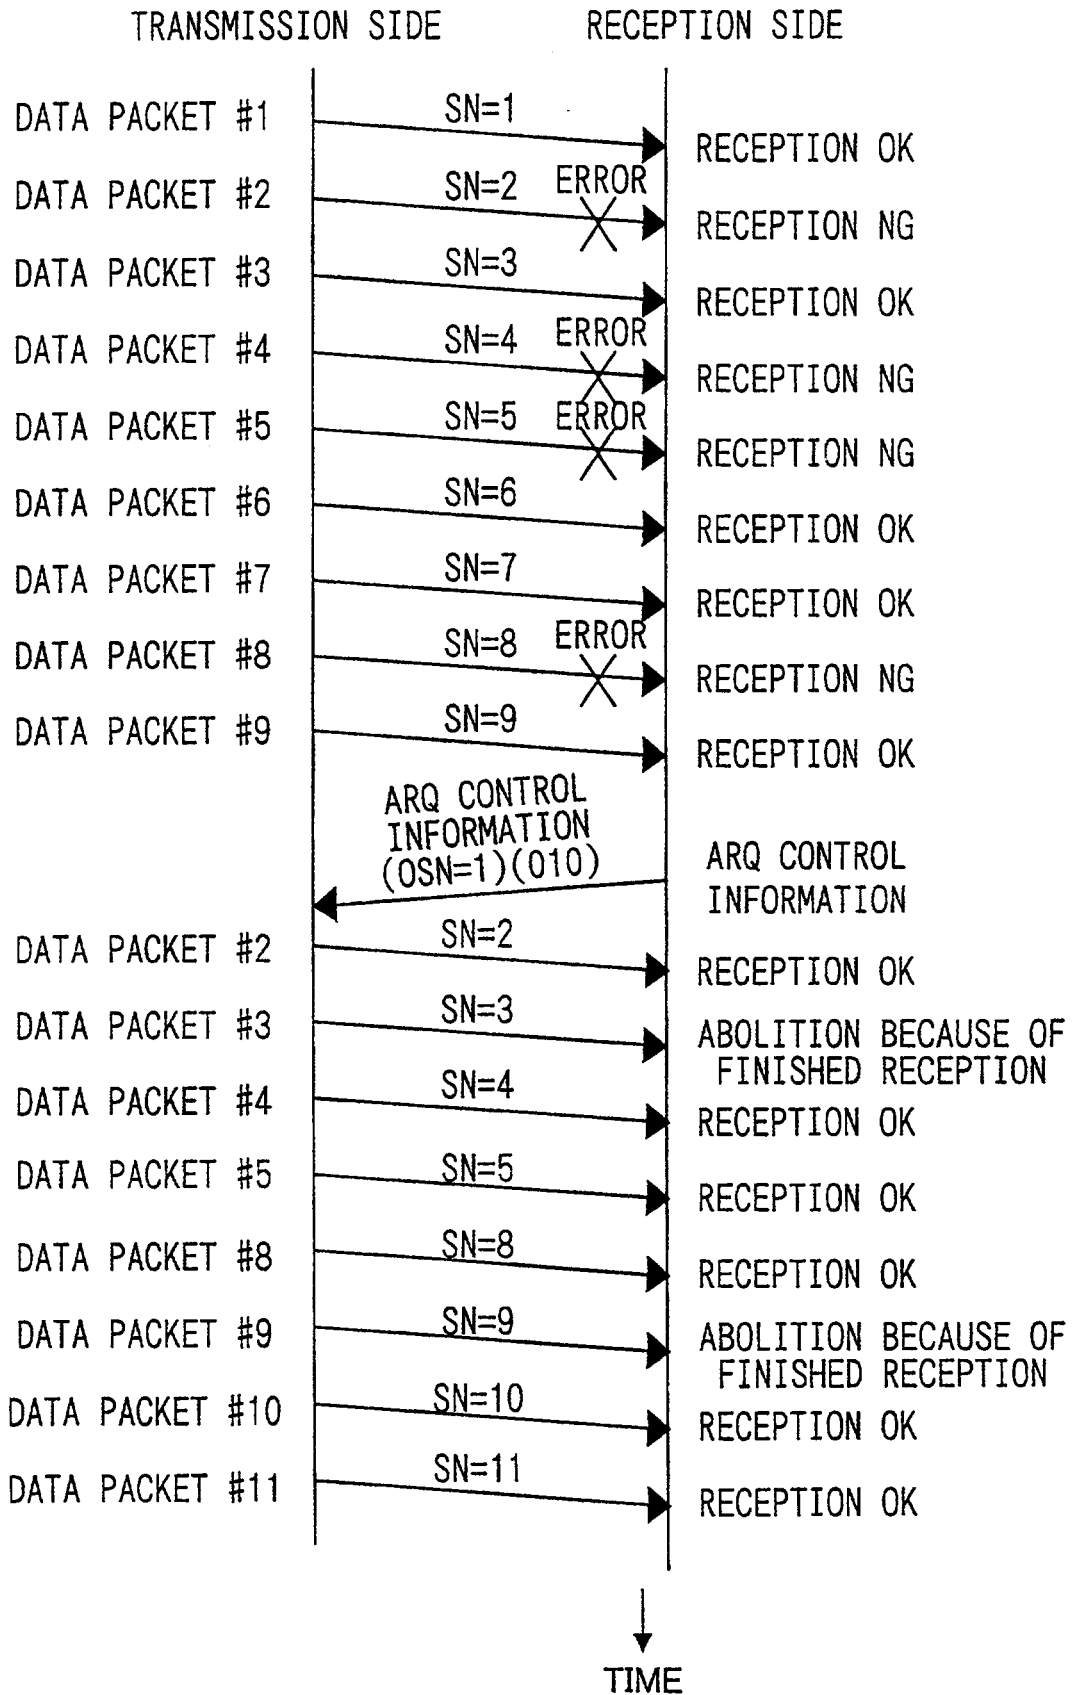 TRANSMISSION SIDE RECEPTION SIDE
DATA PACKET #1 SN=1 RECEPTION OK
DATA PACKET #2 SN=2 ERROR RECEPTION NG
DATA PACKET #3 SN=3 RECEPTION OK
DATA PACKET #4 SN=4 ERROR RECEPTION NG
DATA PACKET #5 SN=5 ERROR RECEPTION NG
DATA PACKET #6 SN=6 RECEPTION OK
DATA PACKET #7 SN=7 RECEPTION OK
DATA PACKET #8 SN=8 ERROR RECEPTION NG
DATA PACKET #9 SN=9 RECEPTION OK
ARQ CONTROL
INFORMATION
(OSN=1)(010)
ARQ CONTROL
INFORMATION
DATA PACKET #2 SN=2 RECEPTION OK
DATA PACKET #3 SN=3 ABOLITION BECAUSE OF
FINISHED RECEPTION
DATA PACKET #4 SN=4 RECEPTION OK
DATA PACKET #5 SN=5 RECEPTION OK
DATA PACKET #8 SN=8 RECEPTION OK
DATA PACKET #9 SN=9 ABOLITION BECAUSE OF
FINISHED RECEPTION
DATA PACKET #10 SN=10 RECEPTION OK
DATA PACKET #11 SN=11 RECEPTION OK
TIME